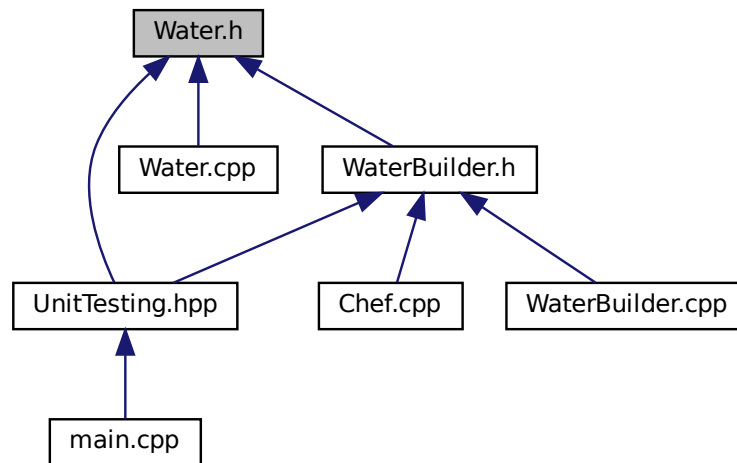 Water.h
Water.cpp
WaterBuilder.h
UnitTesting.hpp
Chef.cpp
WaterBuilder.cpp
main.cpp